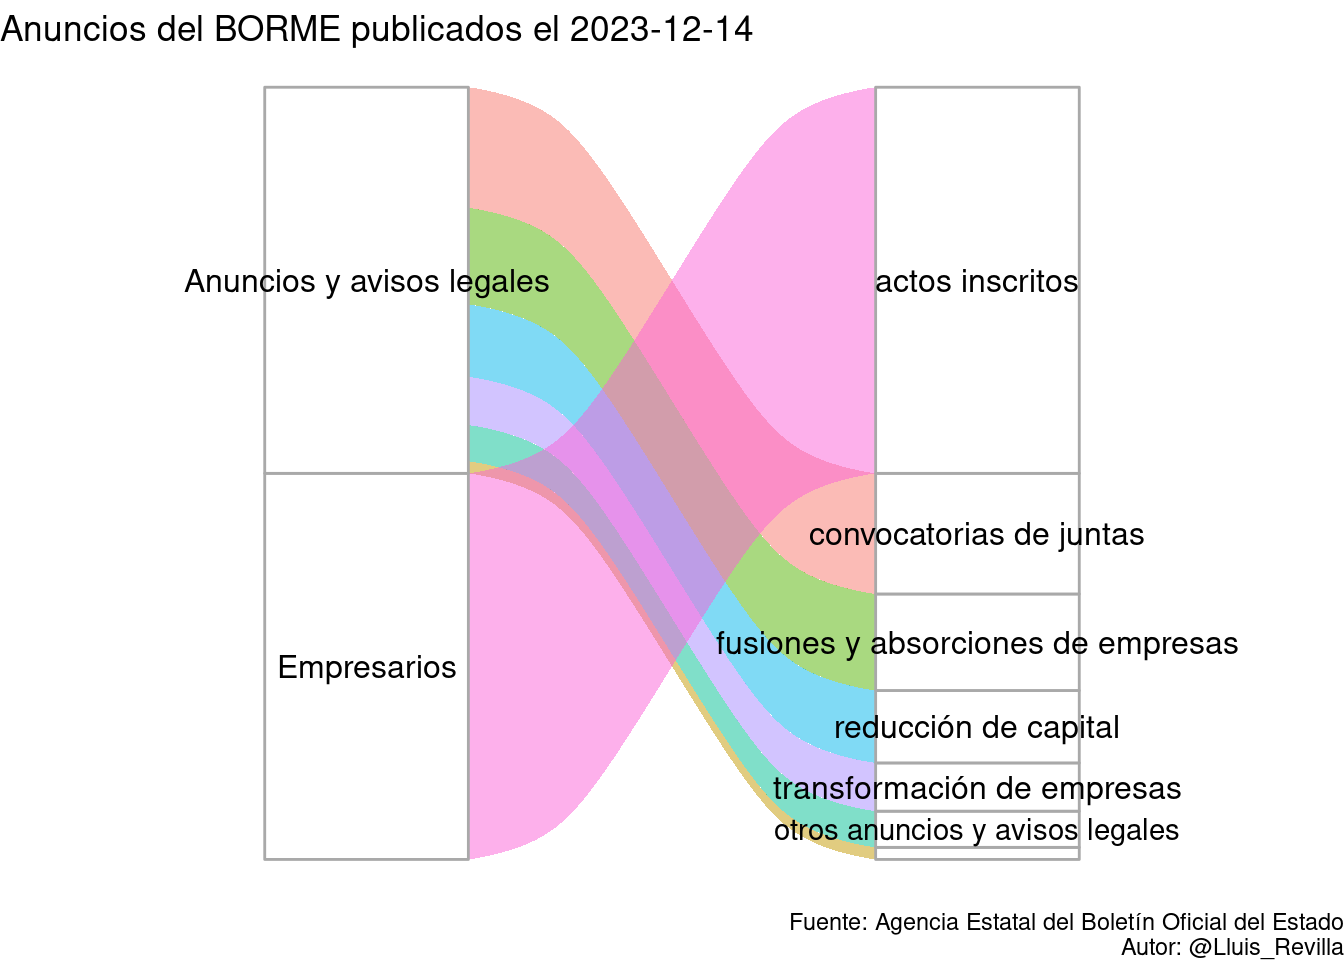 Anuncios del BORME publicados el 2023-12-14
Anuncios y avisos legales
actos inscritos
convocatorias de juntas
fusiones y absorciones de empresas
Empresarios
reducción de capital
transformación de empresas
otros anuncios y avisos legales
Fuente: Agencia Estatal del Boletín Oficial del Estado
Autor: @Lluis_Revilla